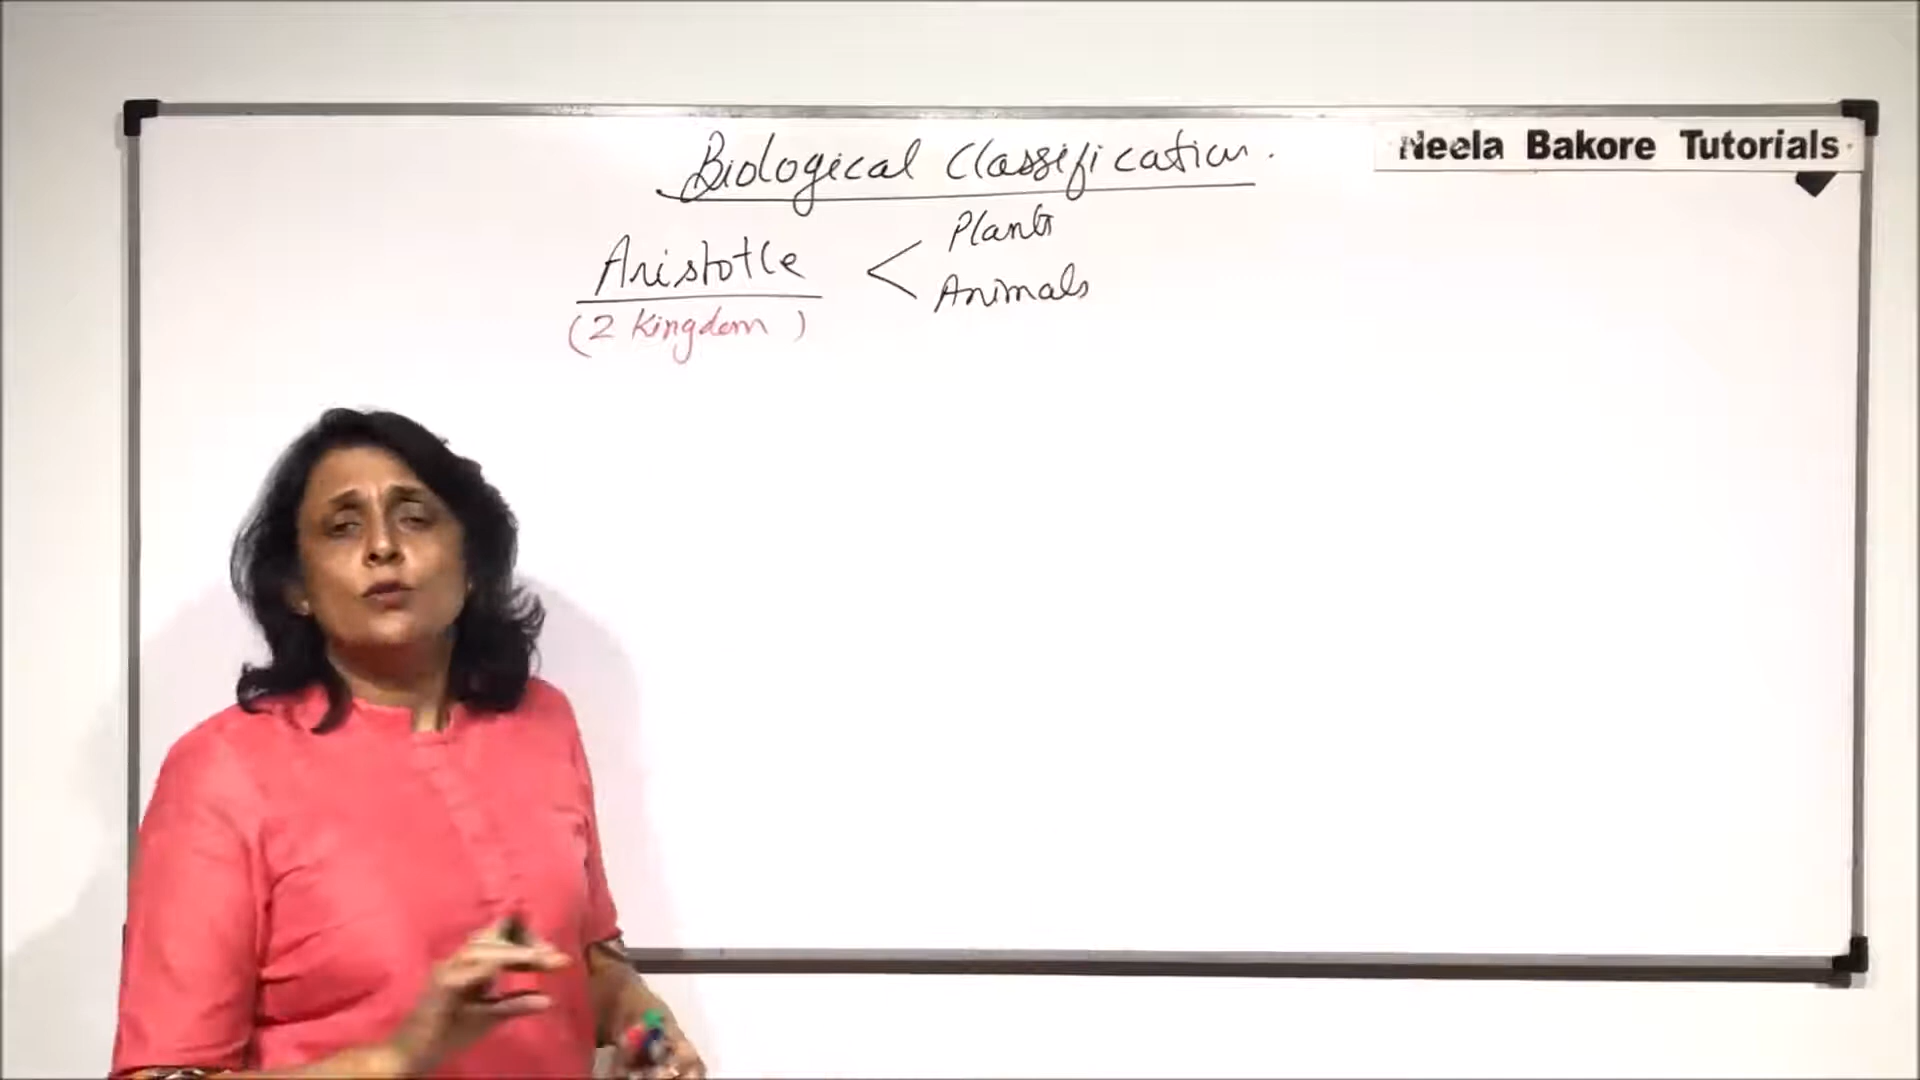 Biological Classification.
Neela Bakore Tutorials
Aristotle < Plants
Animals
(2 Kingdom)